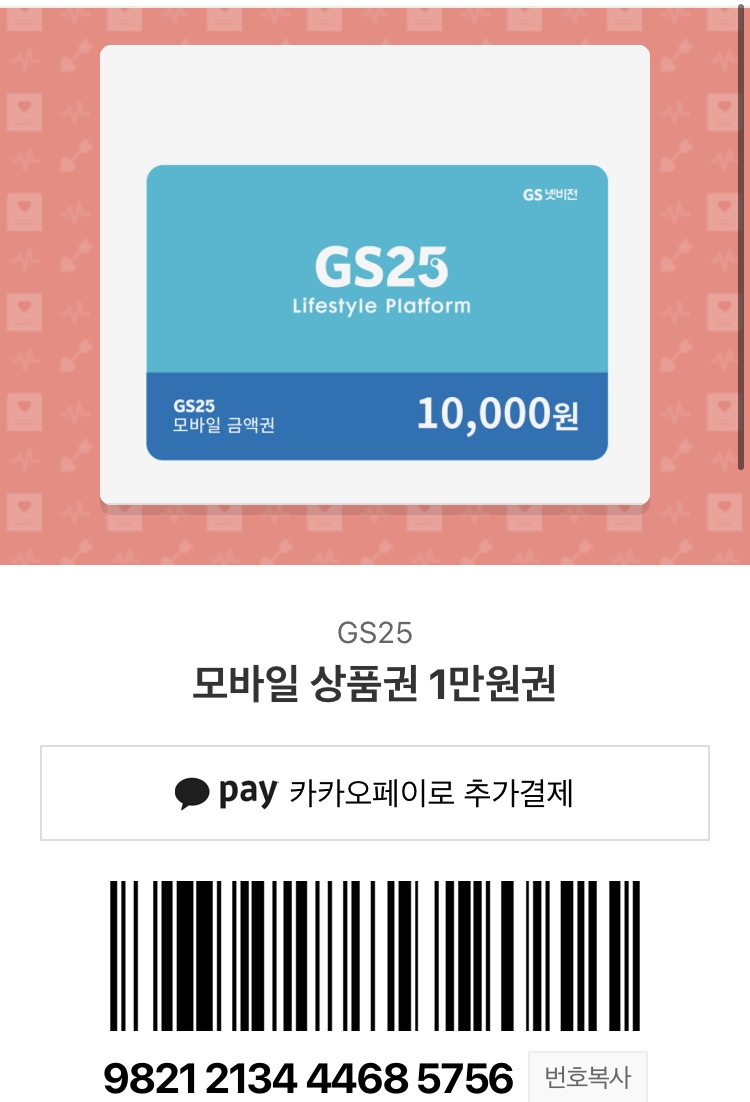 GS넷비전
GS25
Lifestyle Platform
GS25
모바일 금액권
10,000원
GS25
모바일 상품권 1만원권
pay 카카오페이로 추가결제
9821 2134 4468 5756
번호복사